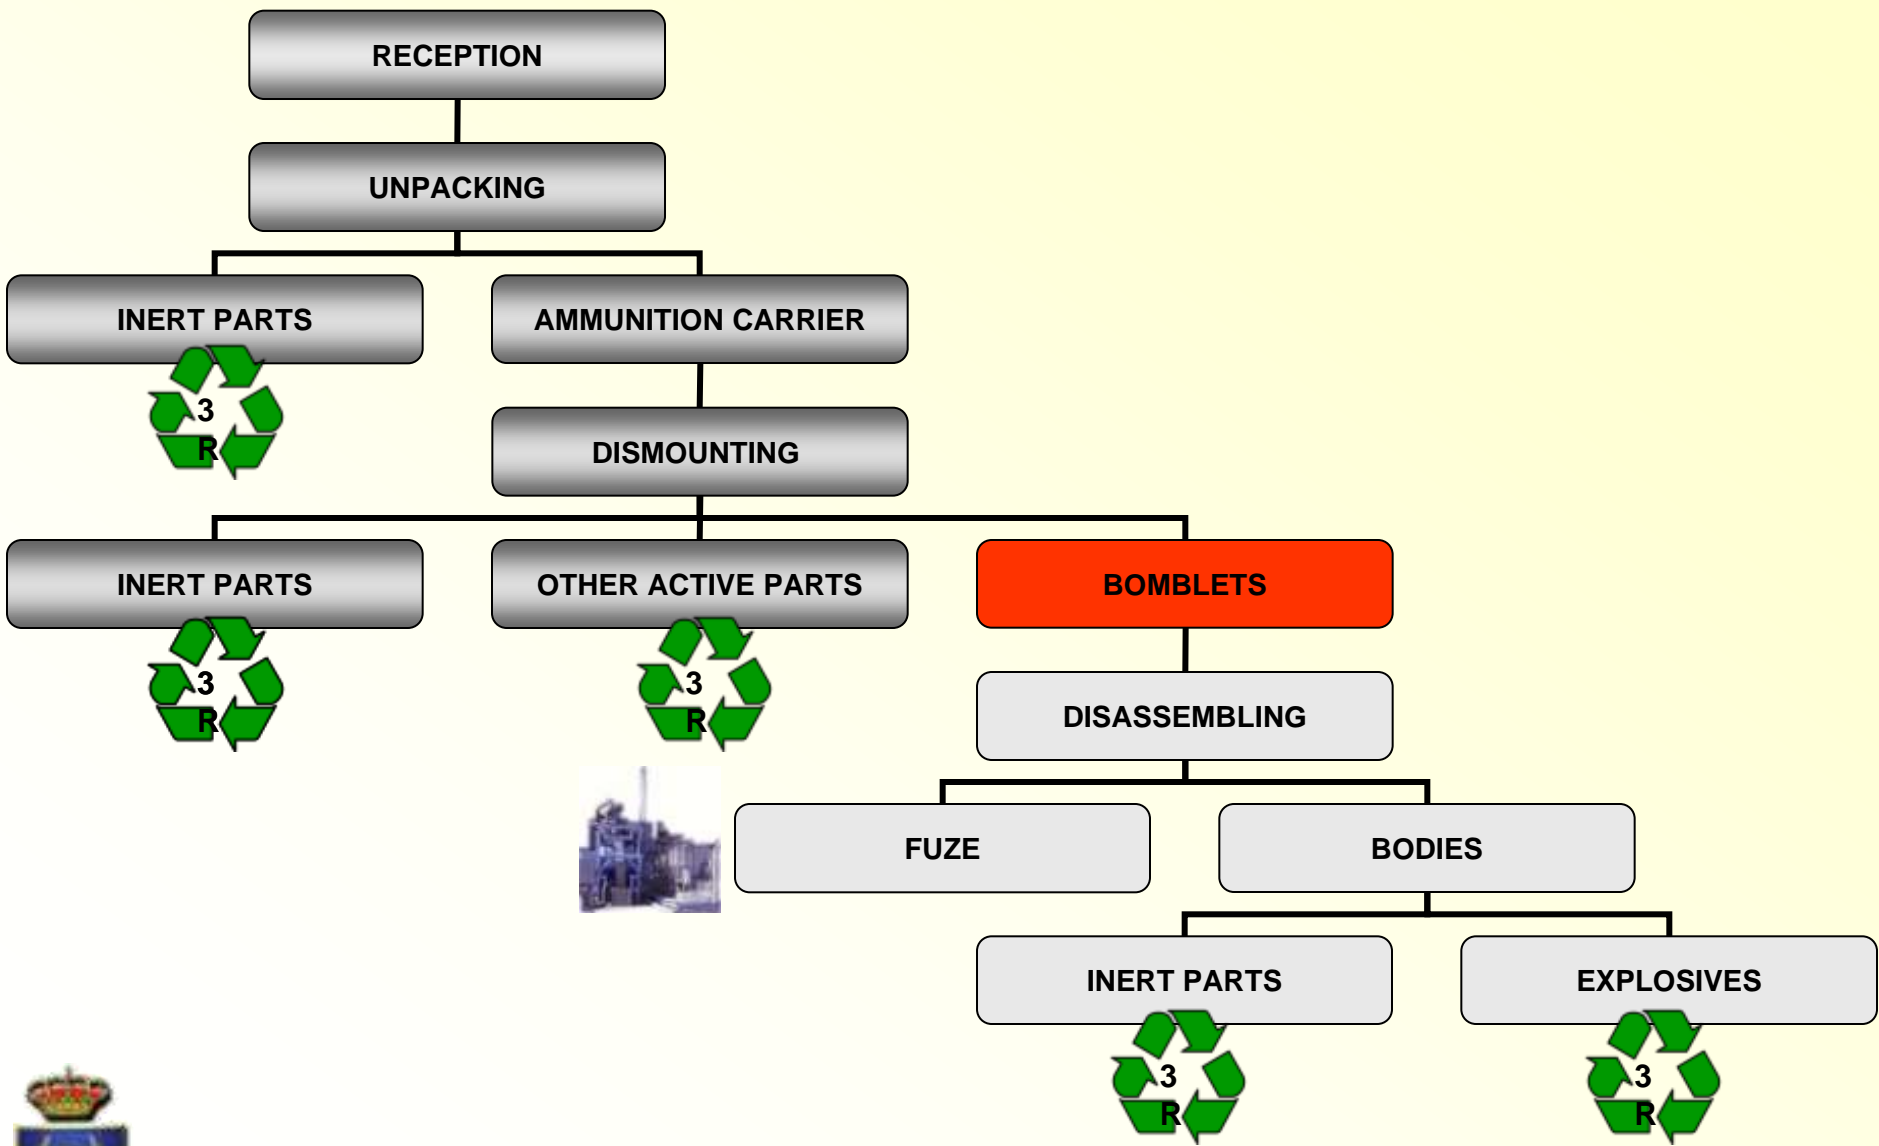 RECEPTION
UNPACKING
INERT PARTS
AMMUNITION CARRIER
3
R
DISMOUNTING
INERT PARTS
OTHER ACTIVE PARTS
BOMBLETS
3
R
3
R
DISASSEMBLING
FUZE
BODIES
INERT PARTS
EXPLOSIVES
3
R
3
R